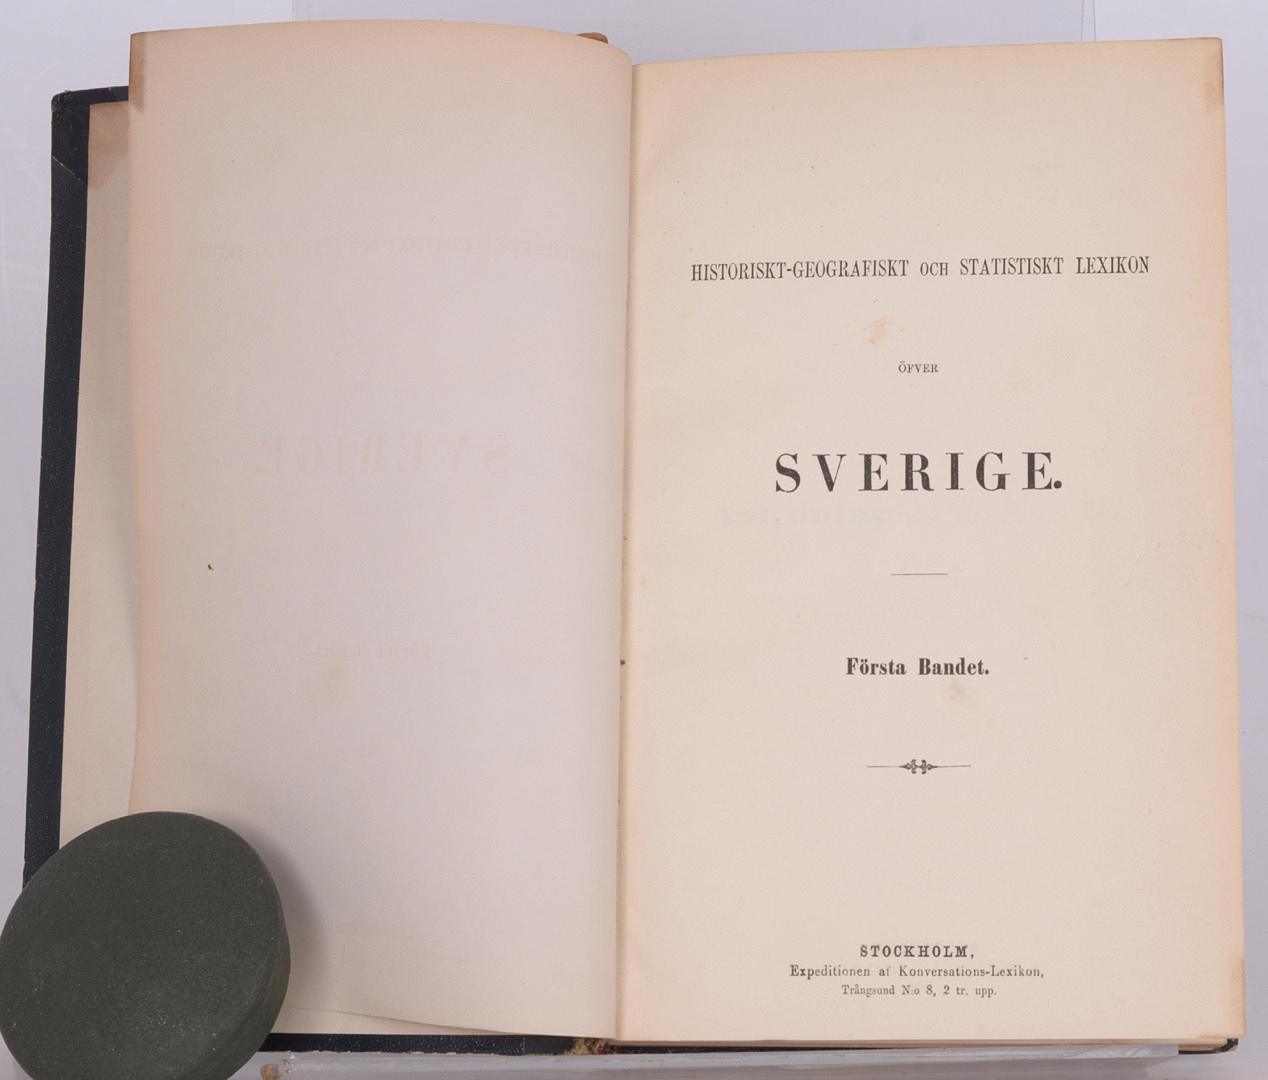 HISTORISKT-GEOGRAFISKT OCH STATISTISKT LEXIKON
ÖFVER
SVERIGE.
Första Bandet.
STOCKHOLM,
Expeditionen af Konversations-Lexikon,
Trångsund N:o 8, 2 tr. upp.